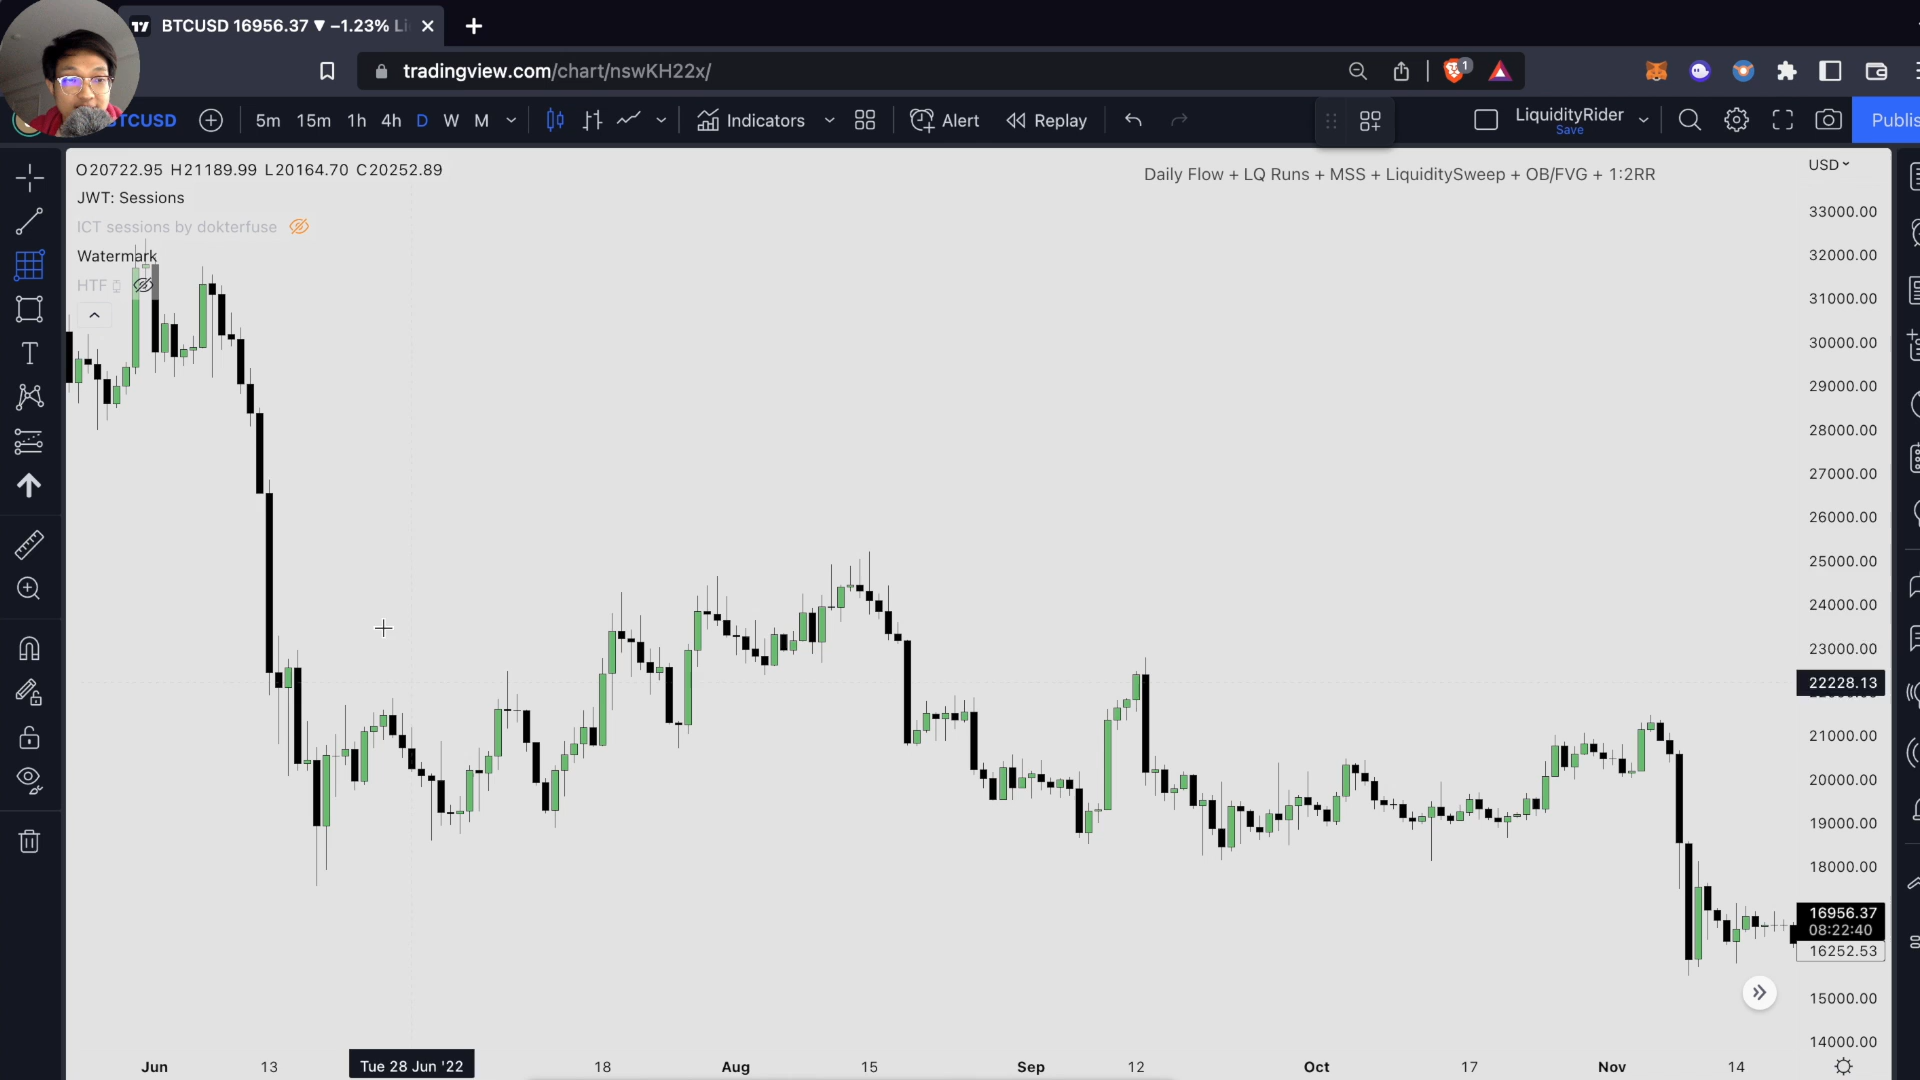 BTCUSD 16956.37 ▼ −1.23% Li
tradingview.com/chart/nswKH22x/
1
BTCUSD
5m 15m 1h 4h D W M
Indicators
Alert
Replay
LiquidityRider
Save
Publis
O20722.95 H21189.99 L20164.70 C20252.89
JWT: Sessions
ICT sessions by dokterfuse
Watermark
HTF
Daily Flow + LQ Runs + MSS + LiquiditySweep + OB/FVG + 1:2RR
USD
33000.00
32000.00
31000.00
30000.00
29000.00
28000.00
27000.00
26000.00
25000.00
24000.00
23000.00
22228.13
21000.00
20000.00
19000.00
18000.00
16956.37
08:22:40
16252.53
15000.00
14000.00
Jun 13 Tue 28 Jun '22 18 Aug 15 Sep 12 Oct 17 Nov 14